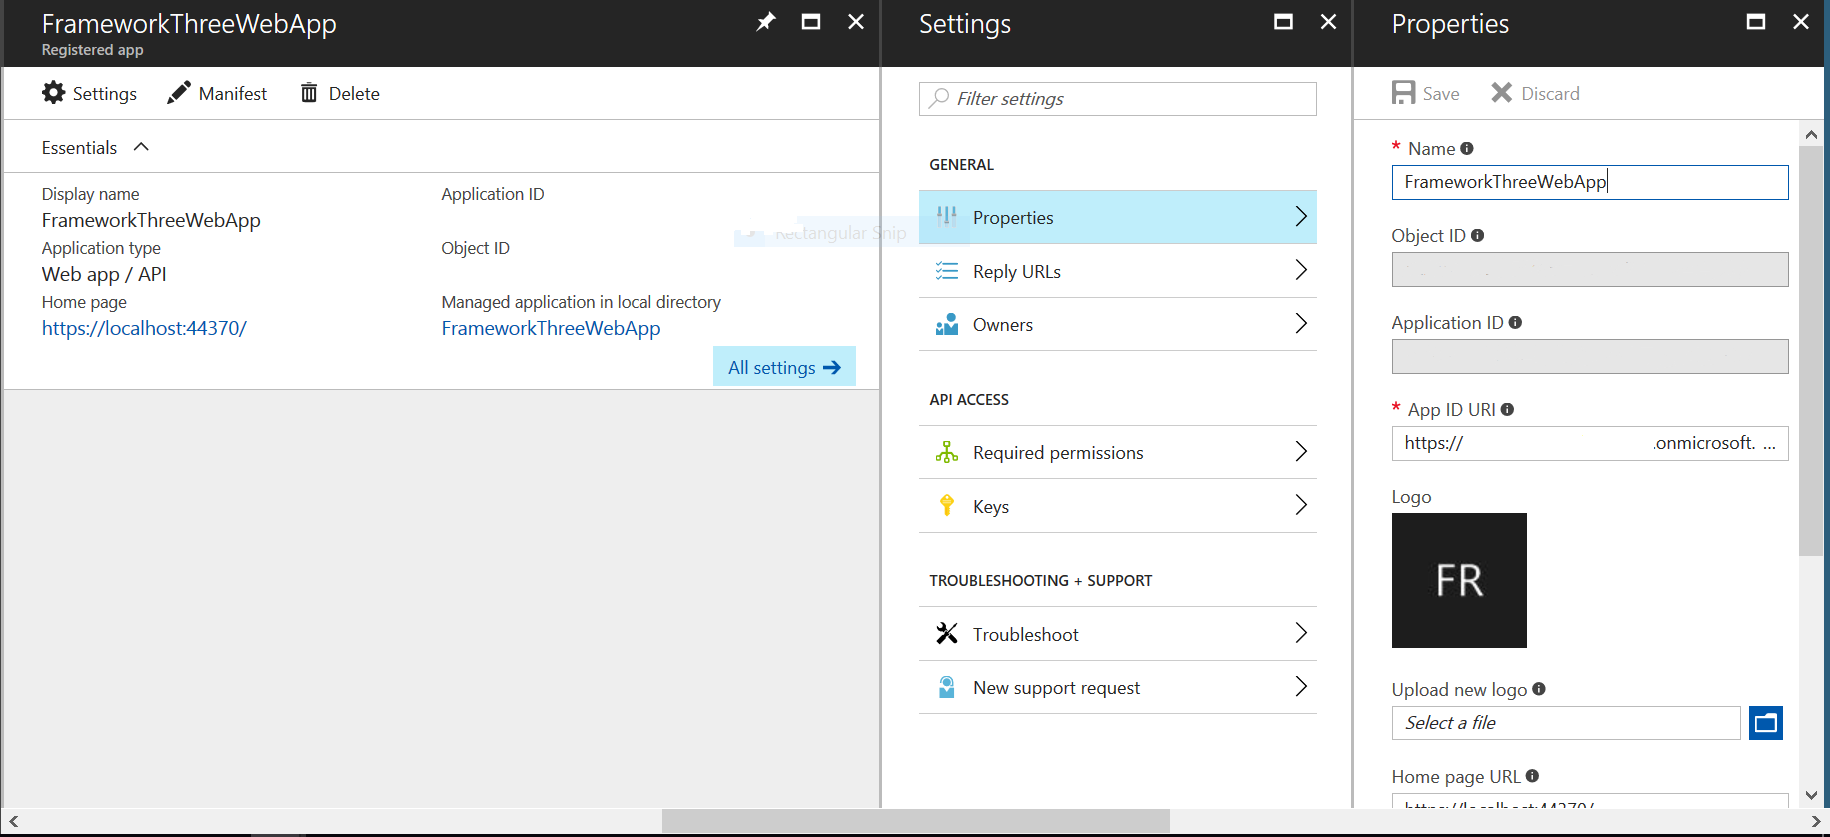 FrameworkThreeWebApp
Registered app
Settings
Manifest
Delete
Essentials
Display name
FrameworkThreeWebApp
Application type
Web app / API
Home page
https://localhost:44370/
Application ID
Object ID
Managed application in local directory
FrameworkThreeWebApp
All settings
Rectangular Snip
Settings
Filter settings
GENERAL
Properties
Reply URLs
Owners
API ACCESS
Required permissions
Keys
TROUBLESHOOTING + SUPPORT
Troubleshoot
New support request
Properties
Save
Discard
* Name
FrameworkThreeWebApp
Object ID
Application ID
* App ID URI
https:// .onmicrosoft. ...
Logo
FR
Upload new logo
Select a file
Home page URL
https://localhost:44370/